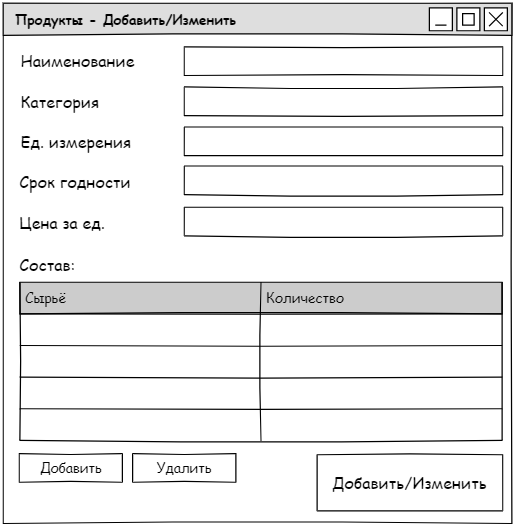 Продукты - Добавить/Изменить
Наименование
Категория
Ед. измерения
Срок годности
Цена за ед.
Состав:
Сырьё Количество
Добавить Удалить
Добавить/Изменить